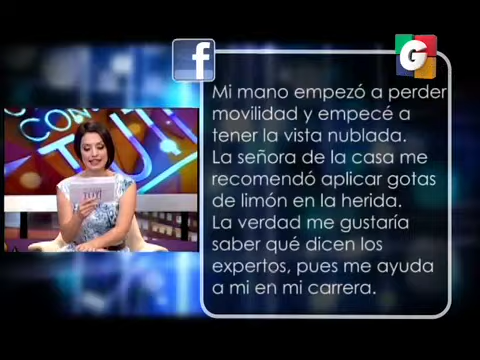 f
G
Mi mano empezó a perder
movilidad y empecé a
tener la vista nublada.
La señora de la casa me
recomendó aplicar gotas
de limón en la herida.
La verdad me gustaría
saber qué dicen los
expertos, pues me ayuda
a mi en mi carrera.
CON
TU